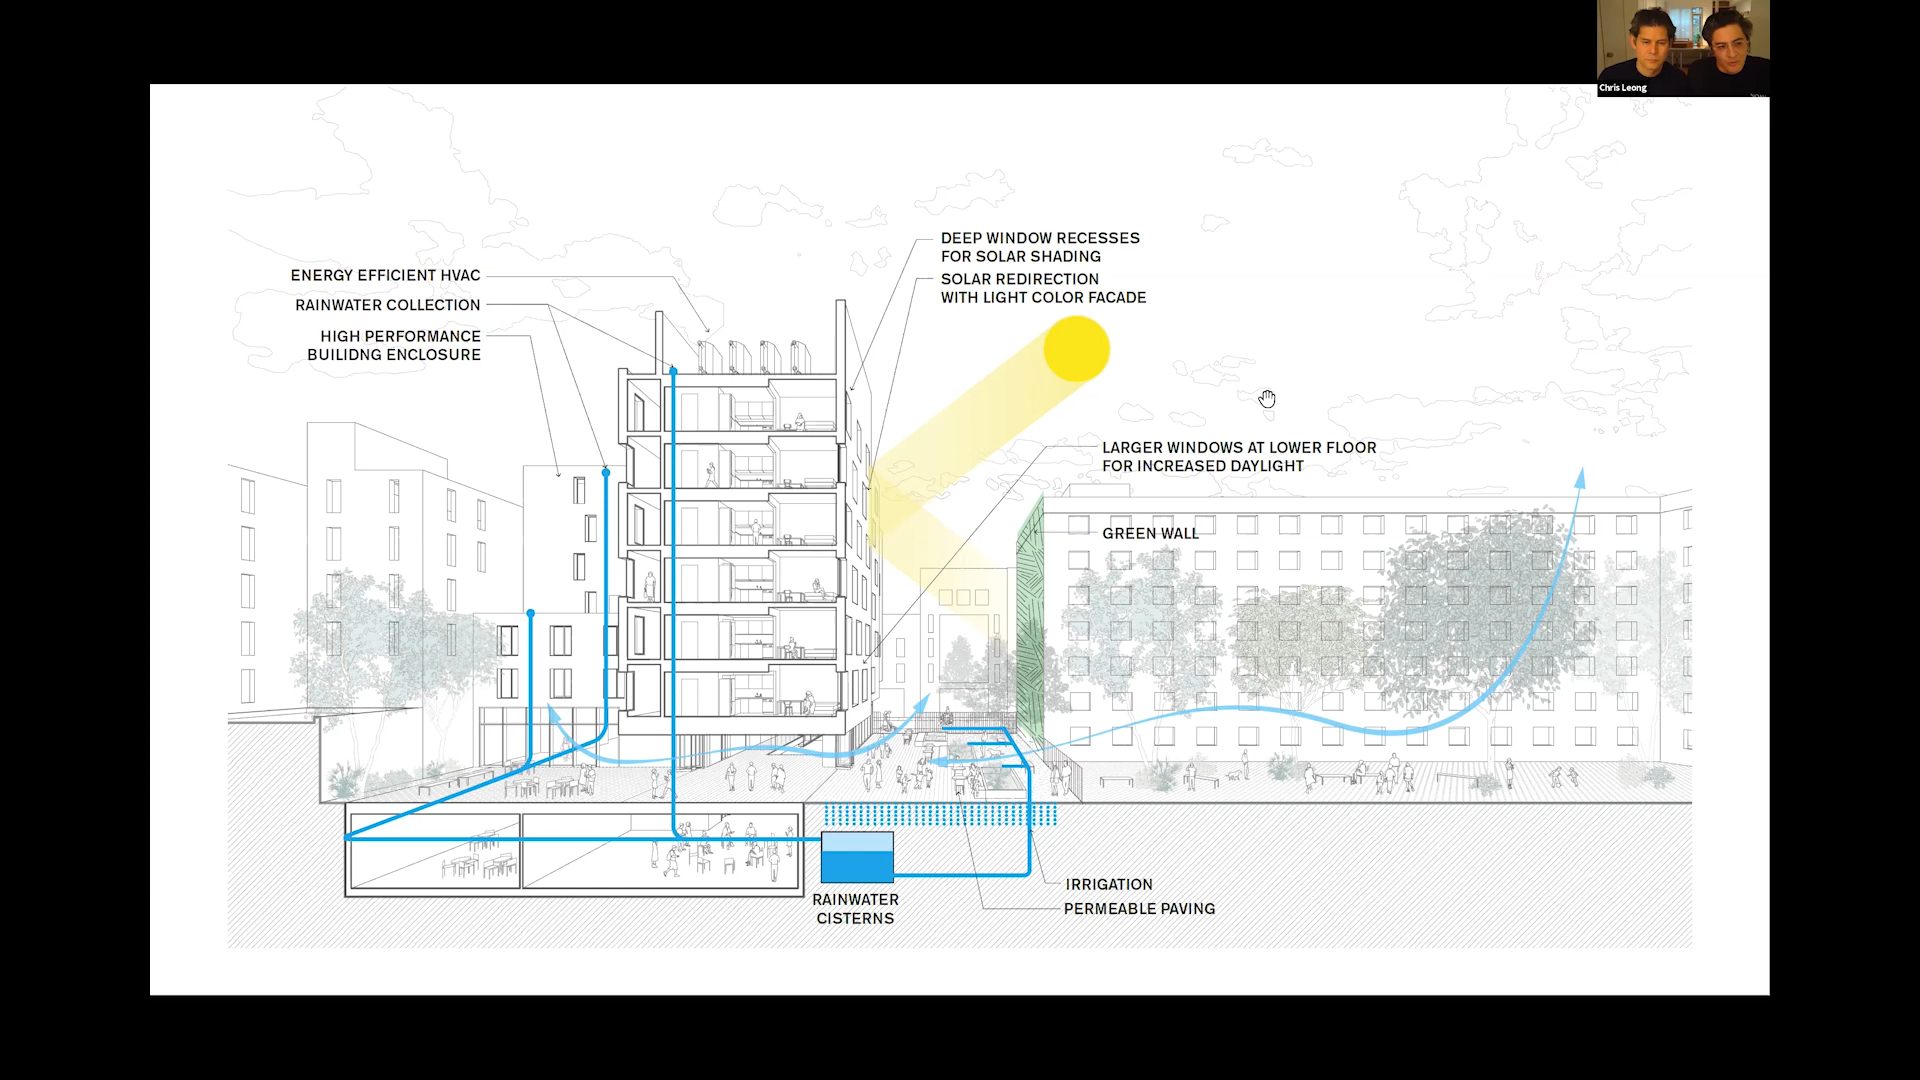 Chris Leong
DEEP WINDOW RECESSES
FOR SOLAR SHADING
SOLAR REDIRECTION
WITH LIGHT COLOR FACADE
ENERGY EFFICIENT HVAC
RAINWATER COLLECTION
HIGH PERFORMANCE
BUILIDNG ENCLOSURE
LARGER WINDOWS AT LOWER FLOOR
FOR INCREASED DAYLIGHT
GREEN WALL
RAINWATER
CISTERNS
IRRIGATION
PERMEABLE PAVING